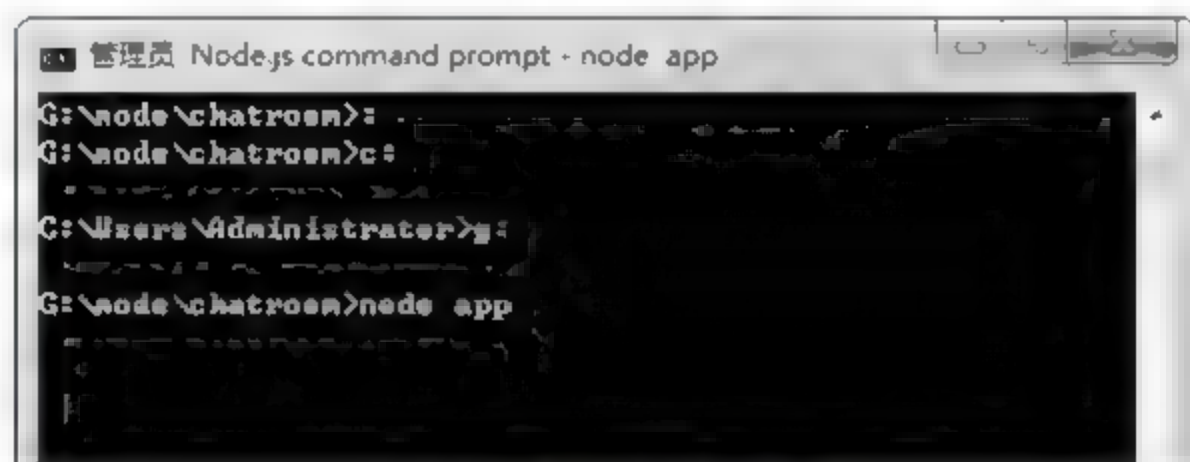 管理员 Node.js command prompt - node app
G:\node\chatroom>:
G:\node\chatroom>c:
C:\Users\Administrator>g:
G:\node\chatroom>node app